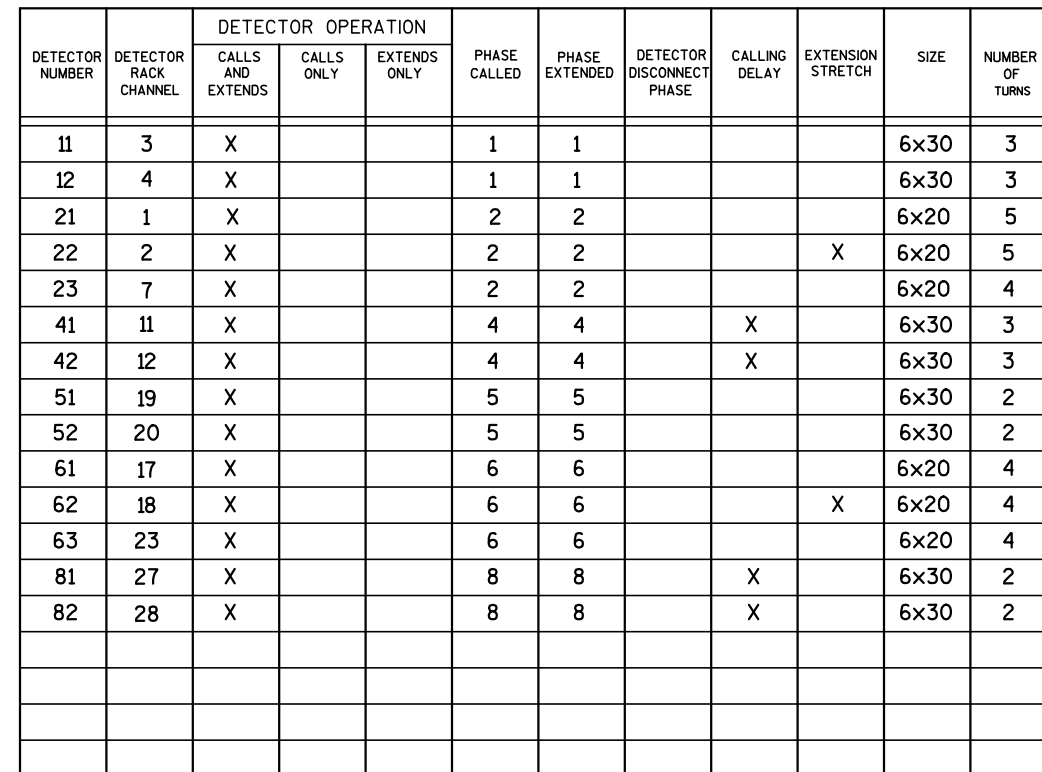 DETECTOR NUMBER DETECTOR RACK CHANNEL DETECTOR OPERATION CALLS AND EXTENDS CALLS ONLY EXTENDS ONLY PHASE CALLED PHASE EXTENDED DETECTOR DISCONNECT PHASE CALLING DELAY EXTENSION STRETCH SIZE NUMBER OF TURNS
11 3 X 1 1 6x30 3
12 4 X 1 1 6x30 3
21 1 X 2 2 6x20 5
22 2 X 2 2 X 6x20 5
23 7 X 2 2 6x20 4
41 11 X 4 4 X 6x30 3
42 12 X 4 4 X 6x30 3
51 19 X 5 5 6x30 2
52 20 X 5 5 6x30 2
61 17 X 6 6 6x20 4
62 18 X 6 6 X 6x20 4
63 23 X 6 6 6x20 4
81 27 X 8 8 X 6x30 2
82 28 X 8 8 X 6x30 2